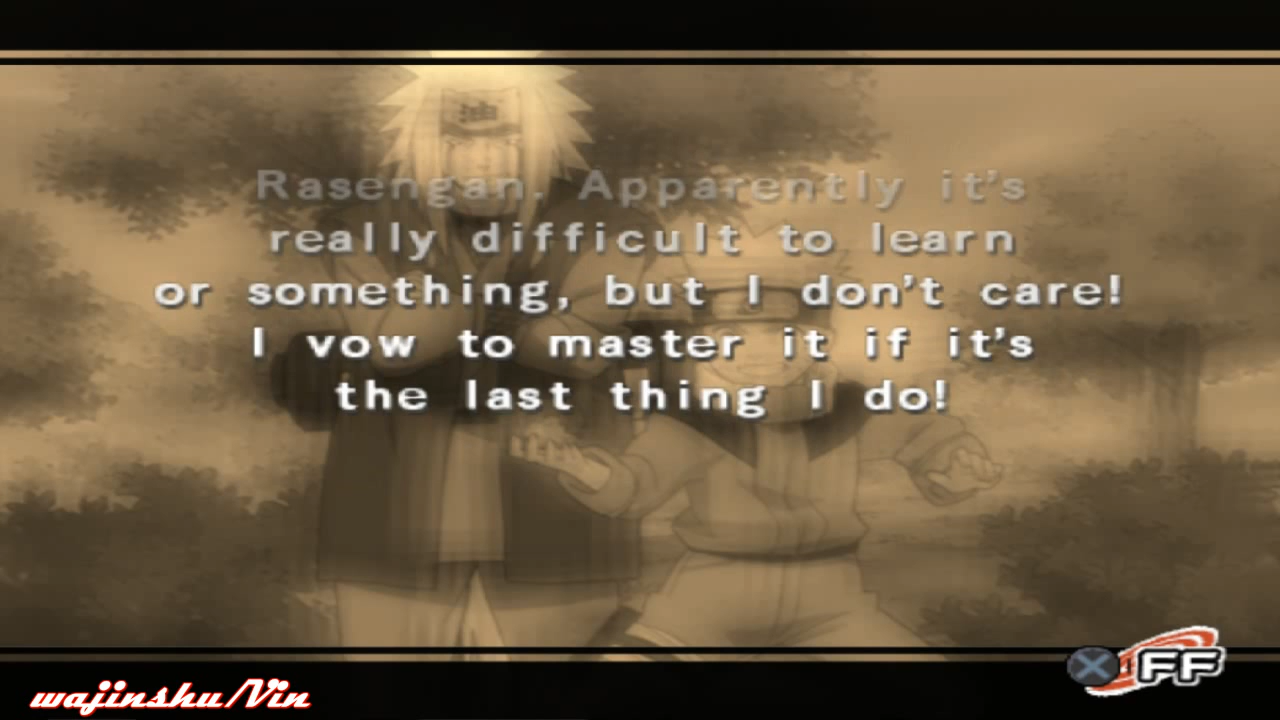 油
Rasengan. Apparently it's
really difficult to learn
or something, but I don't care!
I vow to master it if it's
the last thing I do!
FF
wajinshu/Vin